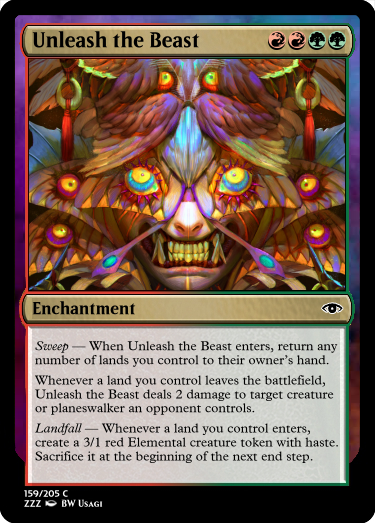 Unleash the Beast
Enchantment
Sweep — When Unleash the Beast enters, return any
number of lands you control to their owner's hand.
Whenever a land you control leaves the battlefield,
Unleash the Beast deals 2 damage to target creature
or planeswalker an opponent controls.
Landfall — Whenever a land you control enters,
create a 3/1 red Elemental creature token with haste.
Sacrifice it at the beginning of the next end step.
159/205 C
ZZZ BW Usagi